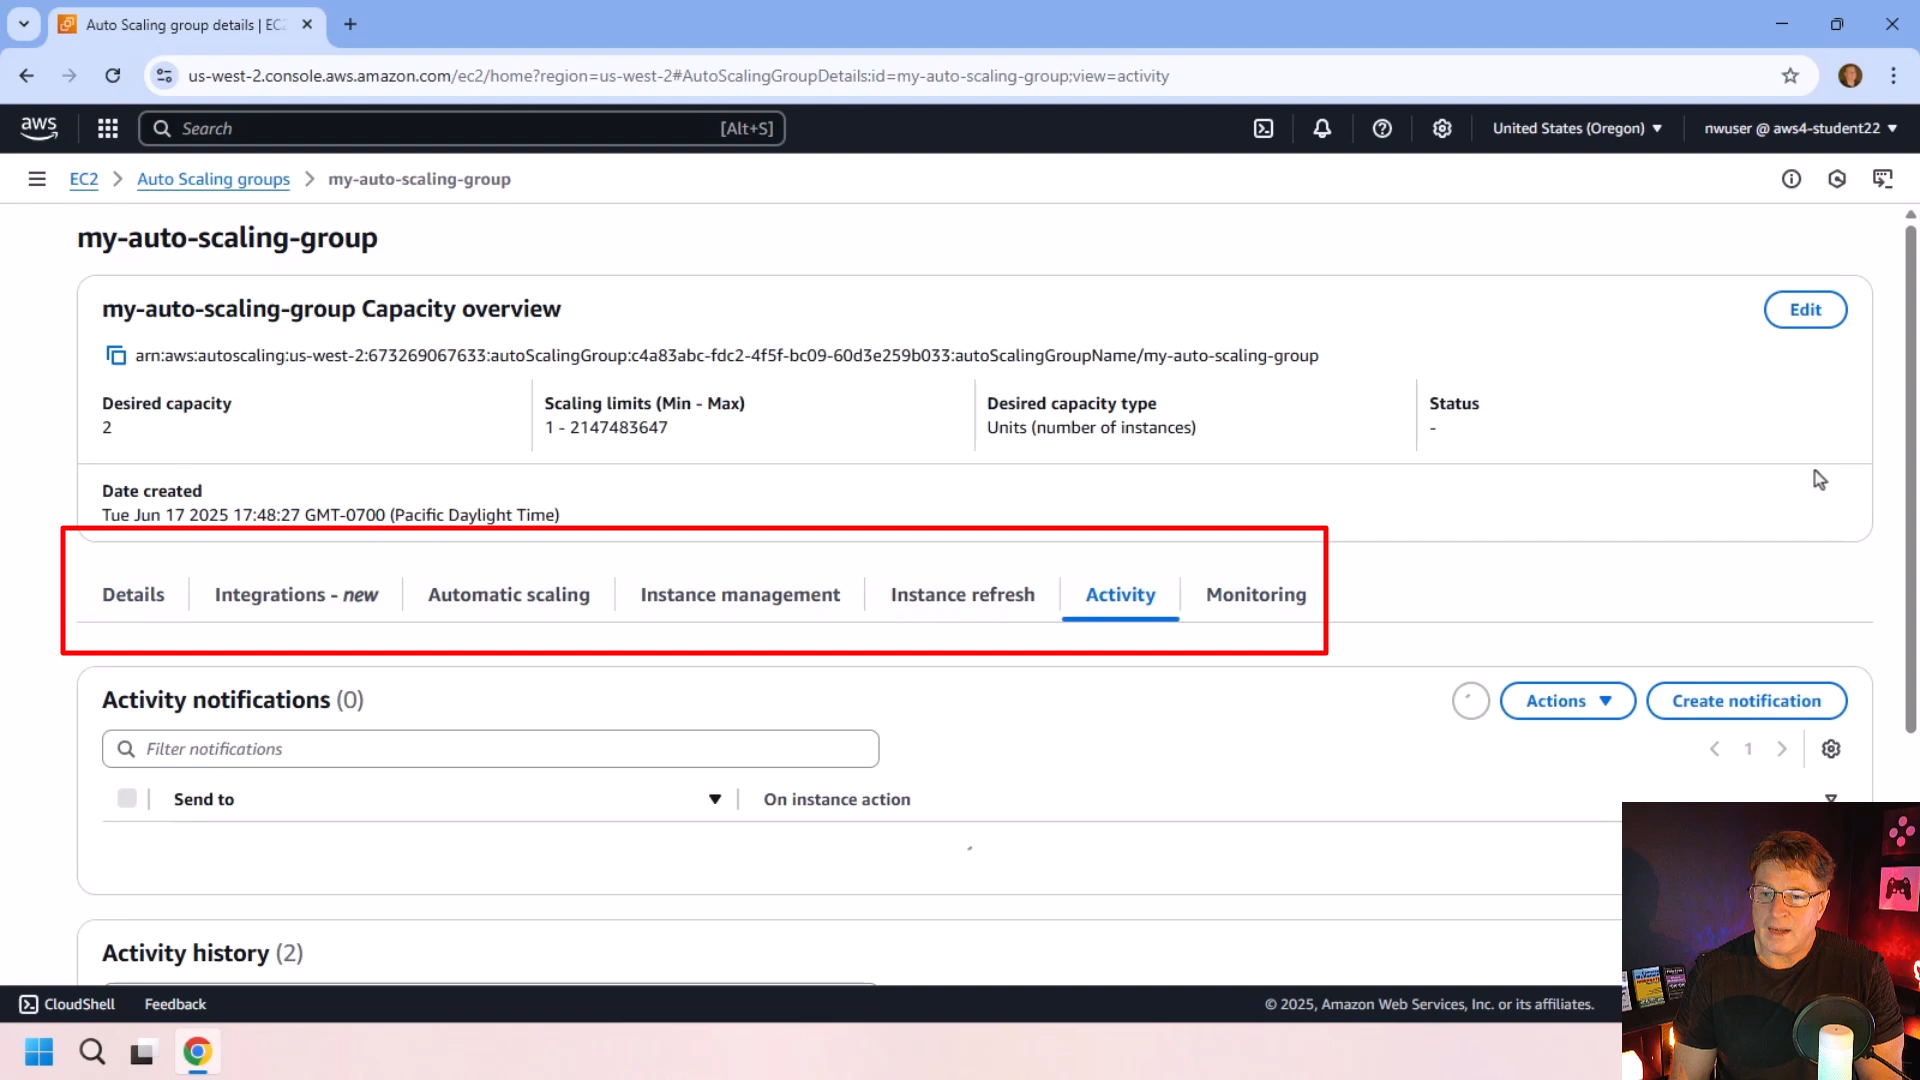 Auto Scaling group details | EC2
us-west-2.console.aws.amazon.com/ec2/home?region=us-west-2#AutoScalingGroupDetails:id=my-auto-scaling-group;view=activity
aws
Search
[Alt+S]
United States (Oregon)
nwuser @ aws4-student22
EC2
Auto Scaling groups
my-auto-scaling-group
my-auto-scaling-group
my-auto-scaling-group Capacity overview
Edit
arn:aws:autoscaling:us-west-2:673269067633:autoScalingGroup:c4a83abc-fdc2-4f5f-bc09-60d3e259b033:autoScalingGroupName/my-auto-scaling-group
Desired capacity
2
Scaling limits (Min - Max)
1 - 2147483647
Desired capacity type
Units (number of instances)
Status
-
Date created
Tue Jun 17 2025 17:48:27 GMT-0700 (Pacific Daylight Time)
Details
Integrations - new
Automatic scaling
Instance management
Instance refresh
Activity
Monitoring
Activity notifications (0)
Actions
Create notification
Filter notifications
1
Send to
On instance action
Activity history (2)
CloudShell
Feedback
© 2025, Amazon Web Services, Inc. or its affiliates.